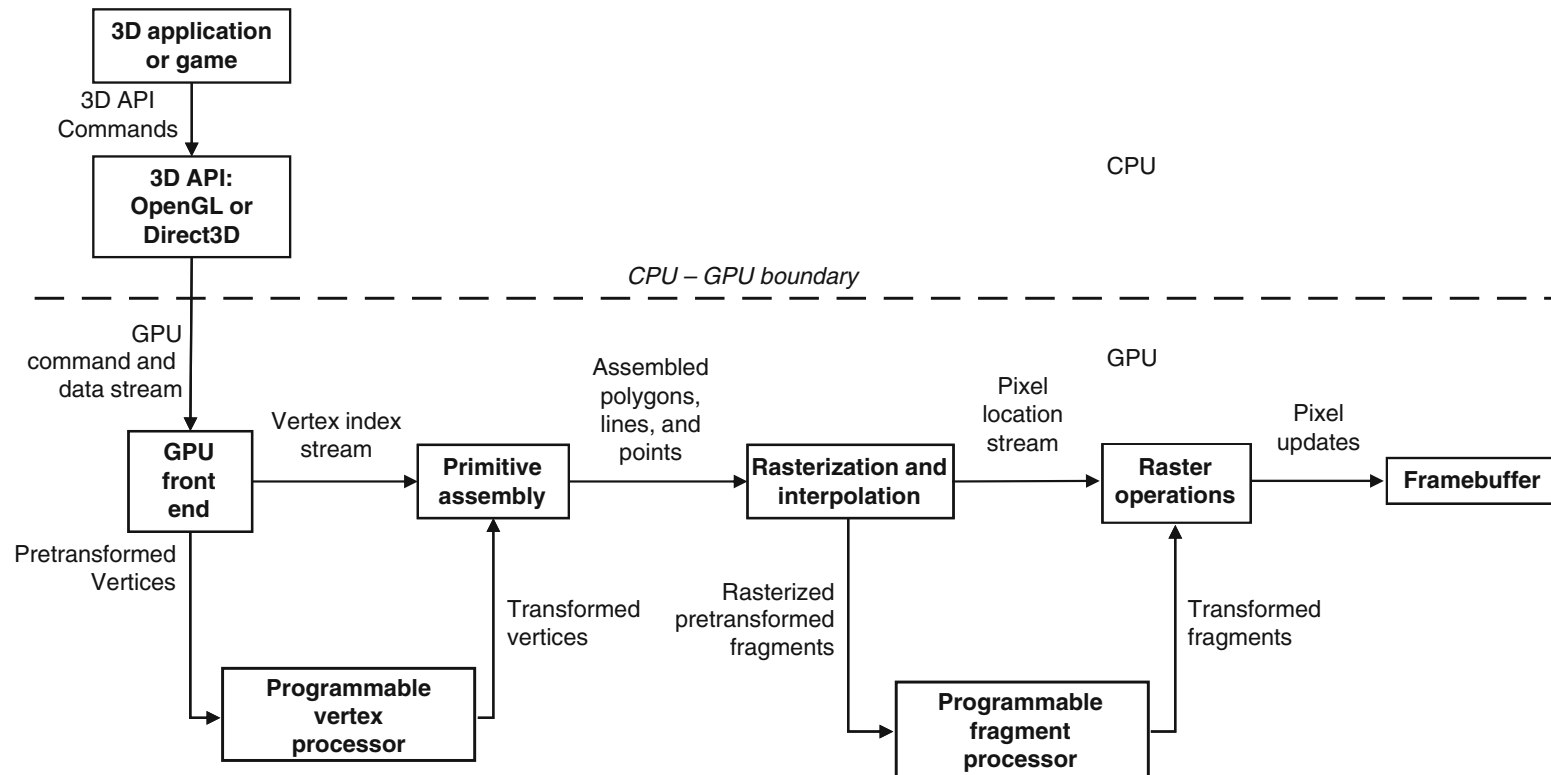 3D application
or game
3D API
Commands
3D API:
OpenGL or
Direct3D
CPU
CPU – GPU boundary
GPU
command and
data stream
GPU
GPU
front
end
Vertex index
stream
Primitive
assembly
Assembled
polygons,
lines, and
points
Rasterization and
interpolation
Pixel
location
stream
Raster
operations
Pixel
updates
Framebuffer
Pretransformed
Vertices
Programmable
vertex
processor
Transformed
vertices
Rasterized
pretransformed
fragments
Programmable
fragment
processor
Transformed
fragments